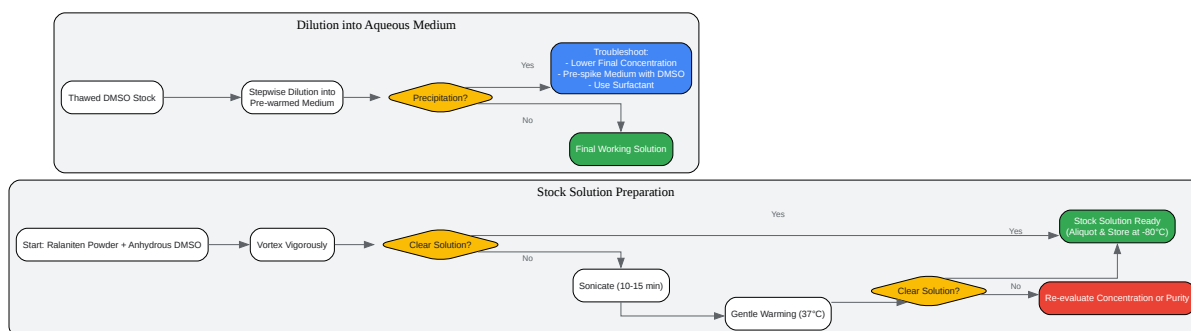 Dilution into Aqueous Medium
Thawed DMSO Stock
Stepwise Dilution into
Pre-warmed Medium
Precipitation?
Yes
Troubleshoot:
- Lower Final Concentration
- Pre-spike Medium with DMSO
- Use Surfactant
No
Final Working Solution
Stock Solution Preparation
Start: Ralaniten Powder + Anhydrous DMSO
Vortex Vigorously
Clear Solution?
Yes
No
Sonicate (10-15 min)
Gentle Warming (37°C)
Clear Solution?
Yes
Stock Solution Ready
(Aliquot & Store at -80°C)
No
Re-evaluate Concentration or Purity